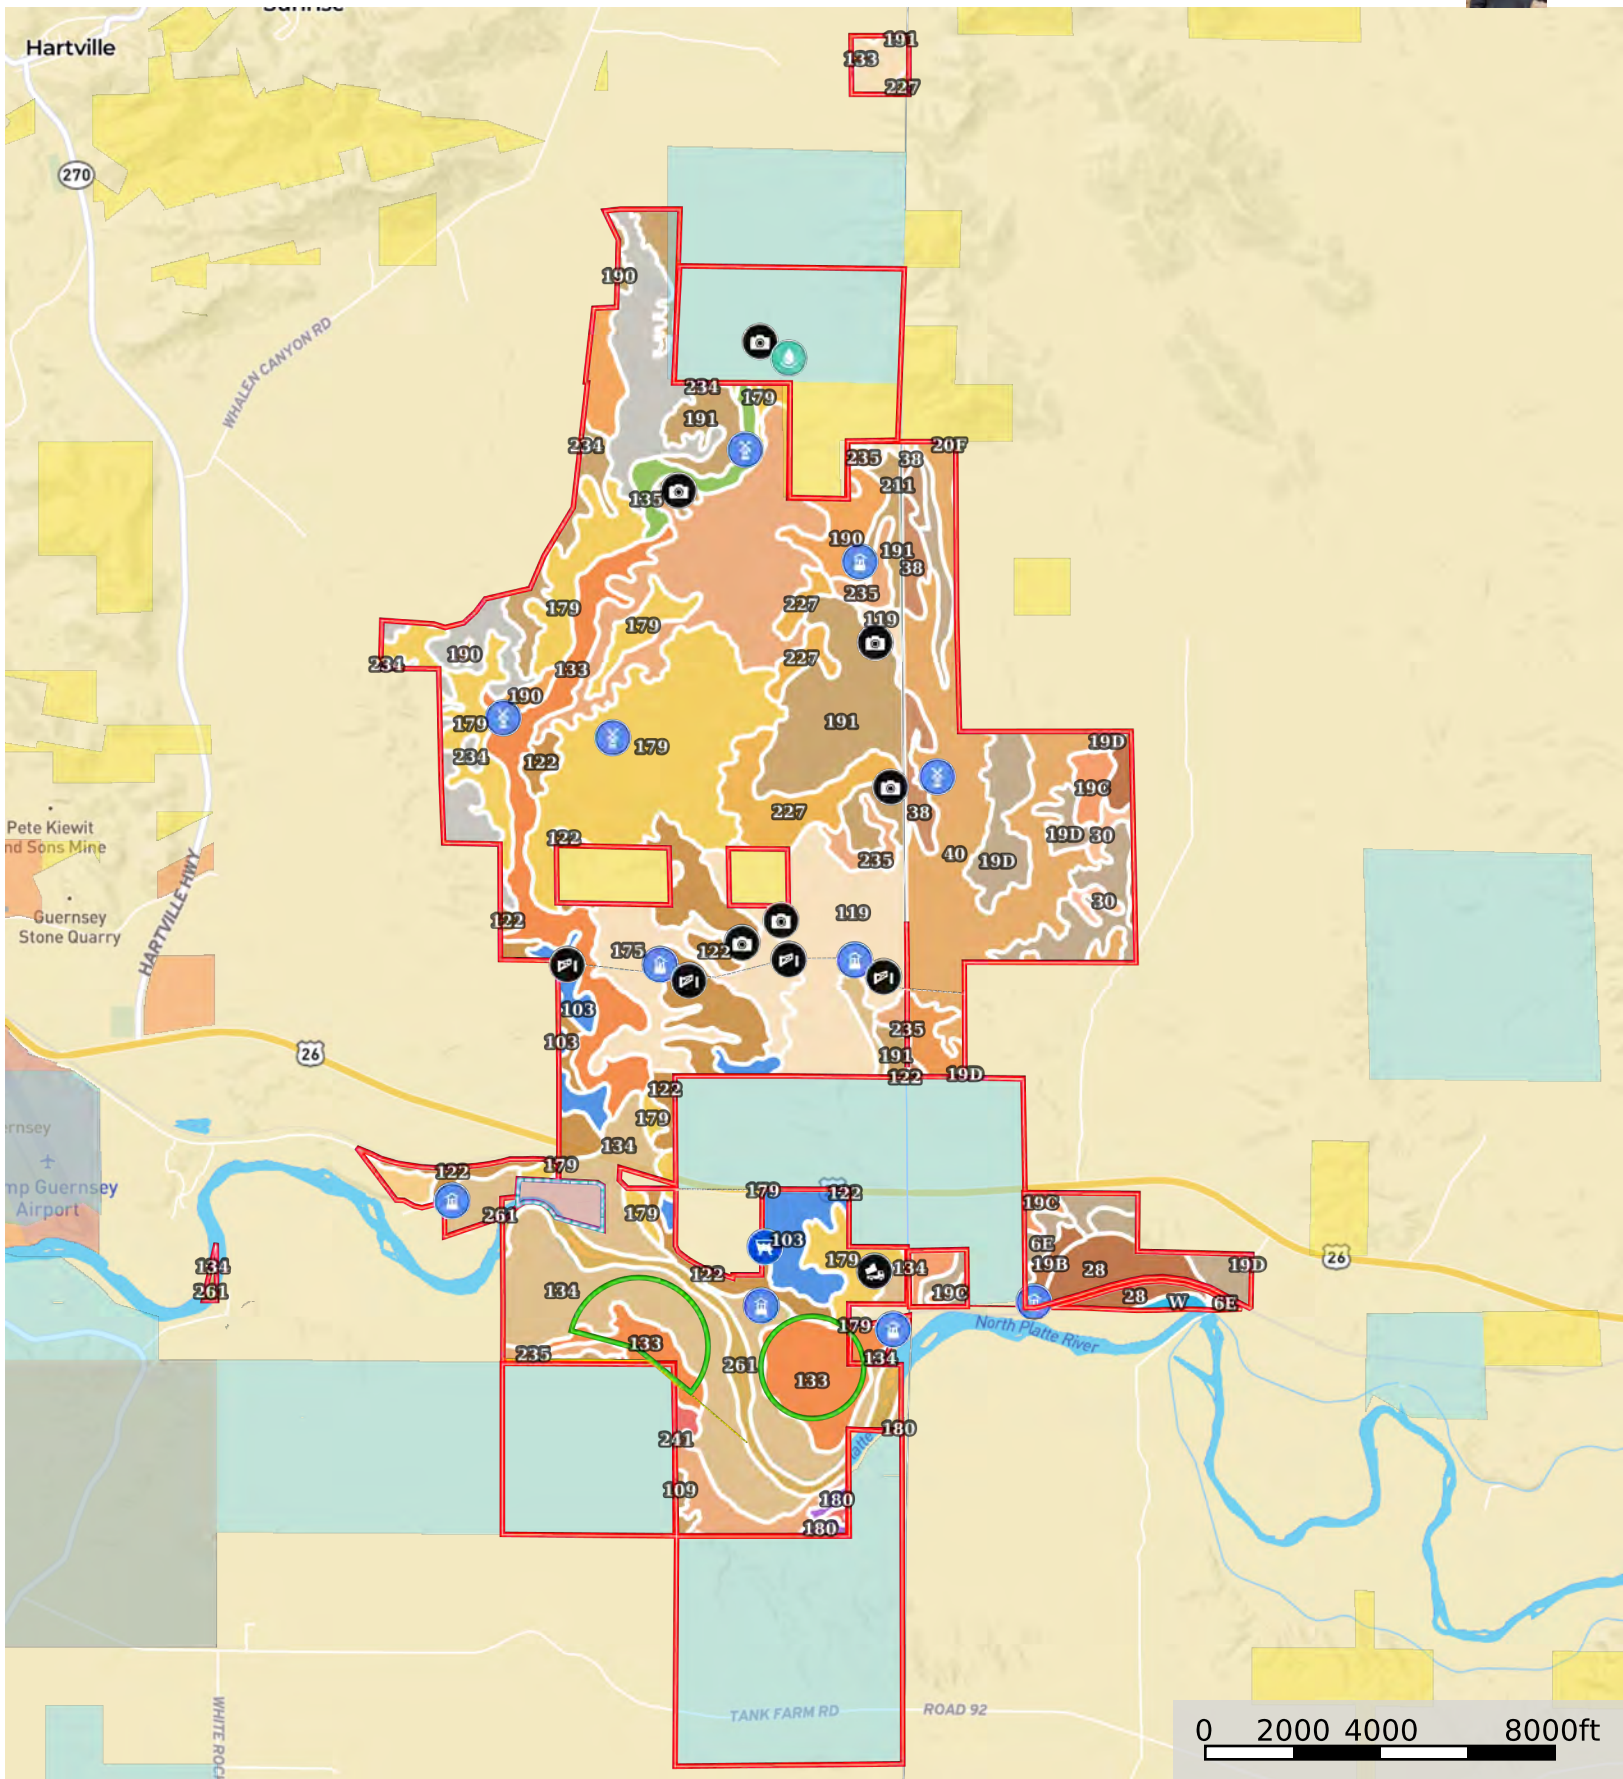 Sunrise
Hartville
191
133
227
270
190
WHALEN CANYON RD
234
179
191
234
135
20F
235
38
211
190
191
38
235
227
119
179
179
227
190
133
234
190
179
191
179
122
234
19D
19C
227
38
19D
30
40
19D
235
122
30
Pete Kiewit
nd Sons Mine
Guernsey
Stone Quarry
HARTVILLE HWY
122
119
175
122
103
103
235
191
122
19D
26
122
179
134
ernsey
mp Guernsey
Airport
179
122
261
179
179
122
103
179
134
122
134
261
134
19C
19C
6E
19B
28
19D
28
W
6E
26
North Platte River
133
235
261
133
179
134
180
241
109
180
180
Platte
TANK FARM RD
ROAD 92
WHITE ROCK
0 2000 4000 8000ft